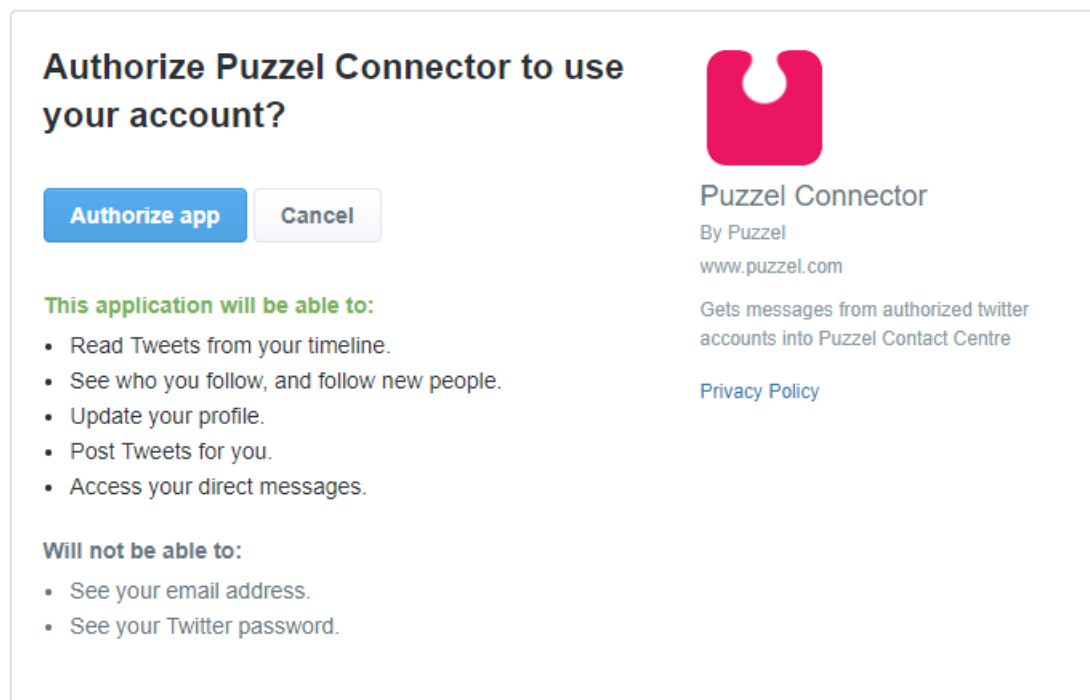 Authorize Puzzel Connector to use
your account?
Authorize app
Cancel
This application will be able to:
• Read Tweets from your timeline.
• See who you follow, and follow new people.
• Update your profile.
• Post Tweets for you.
• Access your direct messages.
Will not be able to:
• See your email address.
• See your Twitter password.
Puzzel Connector
By Puzzel
www.puzzel.com
Gets messages from authorized twitter
accounts into Puzzel Contact Centre
Privacy Policy